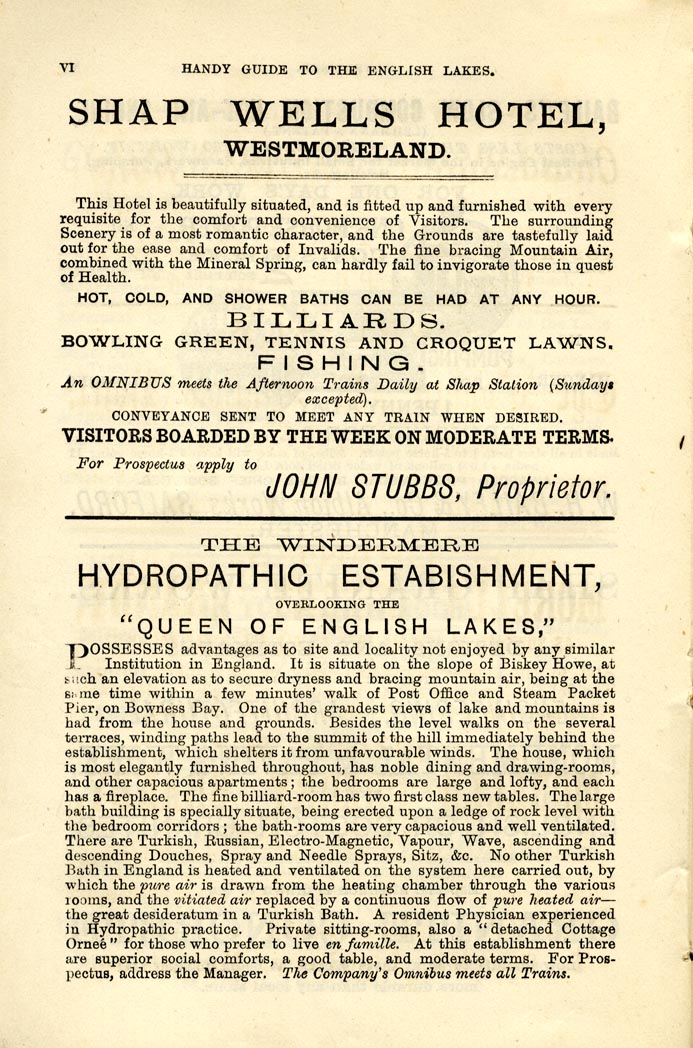 VI
HANDY GUIDE TO THE ENGLISH LAKES.
SHAP WELLS HOTEL,
WESTMORELAND.
This Hotel is beautifully situated, and is fitted up and furnished with every
requisite for the comfort and convenience of Visitors. The surrounding
Scenery is of a most romantic character, and the Grounds are tastefully laid
out for the ease and comfort of Invalids. The fine bracing Mountain Air,
combined with the Mineral Spring, can hardly fail to invigorate those in quest
of Health.
HOT, COLD, AND SHOWER BATHS CAN BE HAD AT ANY HOUR.
BILLIARDS.
BOWLING GREEN, TENNIS AND CROQUET LAWNS.
FISHING.
An OMNIBUS meets the Afternoon Trains Daily at Shap Station (Sundays
excepted).
CONVEYANCE SENT TO MEET ANY TRAIN WHEN DESIRED.
VISITORS BOARDED BY THE WEEK ON MODERATE TERMS.
For Prospectus apply to
JOHN STUBBS, Proprietor.
THE WINDERMERE
HYDROPATHIC ESTABISHMENT,
OVERLOOKING THE
"QUEEN OF ENGLISH LAKES,"
POSSESSES advantages as to site and locality not enjoyed by any similar
Institution in England. It is situate on the slope of Biskey Howe, at
such an elevation as to secure dryness and bracing mountain air, being at the
same time within a few minutes' walk of Post Office and Steam Packet
Pier, on Bowness Bay. One of the grandest views of lake and mountains is
had from the house and grounds. Besides the level walks on the several
terraces, winding paths lead to the summit of the hill immediately behind the
establishment, which shelters it from unfavourable winds. The house, which
is most elegantly furnished throughout, has noble dining and drawing-rooms,
and other capacious apartments; the bedrooms are large and lofty, and each
has a fireplace. The fine billiard-room has two first class new tables. The large
bath building is specially situate, being erected upon a ledge of rock level with
the bedroom corridors; the bath-rooms are very capacious and well ventilated.
There are Turkish, Russian, Electro-Magnetic, Vapour, Wave, ascending and
descending Douches, Spray and Needle Sprays, Sitz, &c. No other Turkish
Bath in England is heated and ventilated on the system here carried out, by
which the pure air is drawn from the heating chamber through the various
rooms, and the vitiated air replaced by a continuous flow of pure heated air—
the great desideratum in a Turkish Bath. A resident Physician experienced
in Hydropathic practice. Private sitting-rooms, also a "detached Cottage
Orneé" for those who prefer to live en famille. At this establishment there
are superior social comforts, a good table, and moderate terms. For Pros-
pectus, address the Manager. The Company's Omnibus meets all Trains.